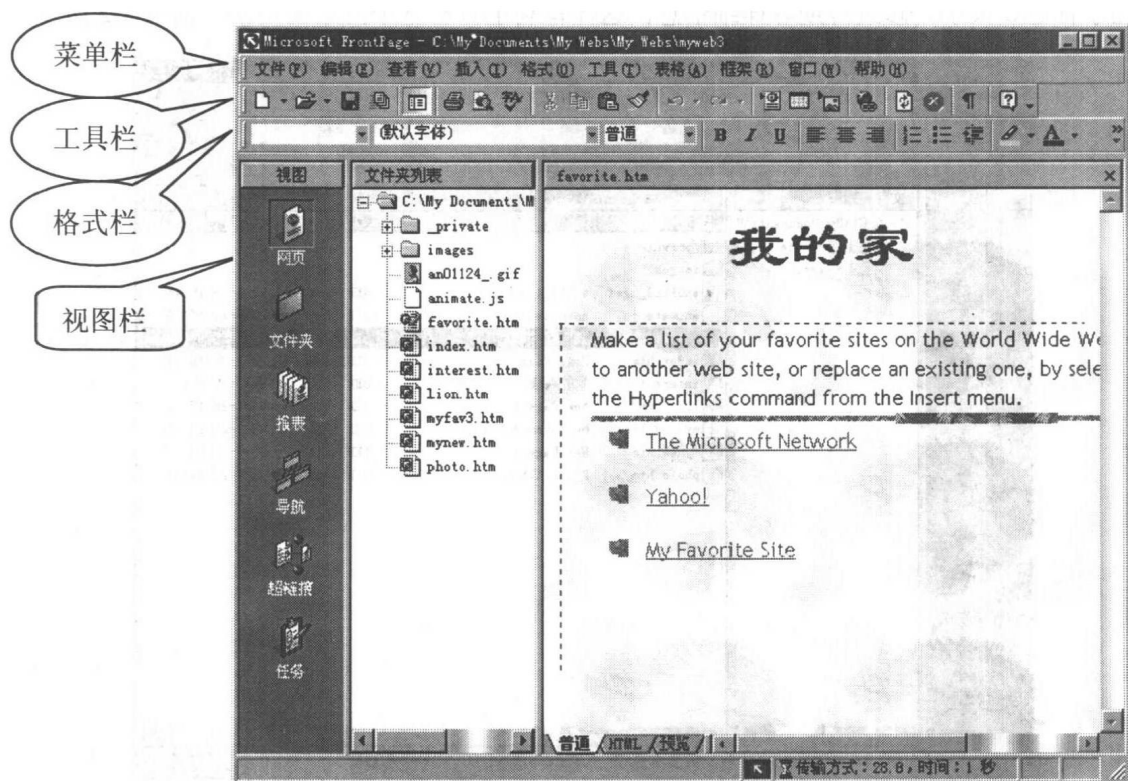 菜单栏
工具栏
格式栏
视图栏
Microsoft FrontPage - C:\My Documents\My Webs\My Webs\myweb3
文件(F) 编辑(E) 查看(V) 插入(I) 格式(O) 工具(T) 表格(A) 框架(R) 窗口(W) 帮助(H)
(默认字体) 普通 B I U A
视图
网页
文件夹
报表
导航
超链接
任务
文件夹列表
C:\My Documents\M
_private
images
an01124_.gif
animate.js
favorite.htm
index.htm
interest.htm
lion.htm
myfav3.htm
mynew.htm
photo.htm
favorite.htm
我的家
Make a list of your favorite sites on the World Wide We
to another web site, or replace an existing one, by sele
the Hyperlinks command from the Insert menu.
The Microsoft Network
Yahoo!
My Favorite Site
普通 HTML 预览
传输方式：28.8，时间：1 秒